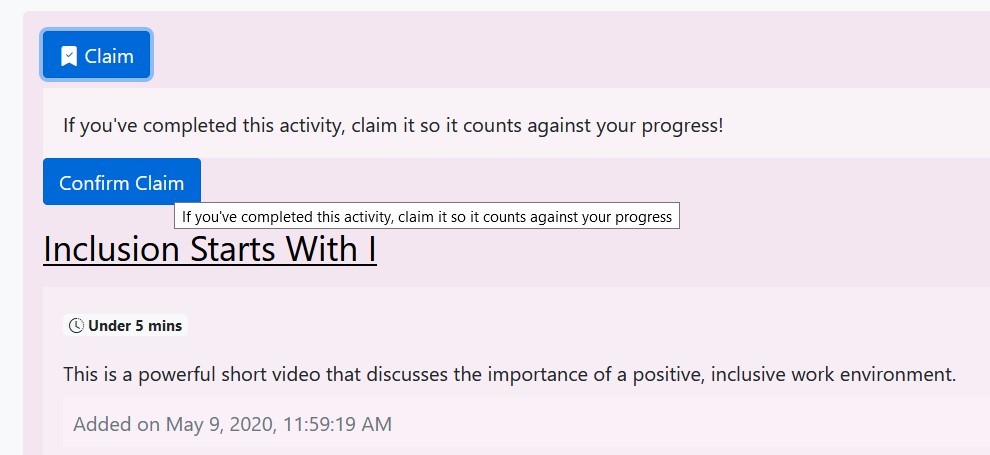 Claim
If you've completed this activity, claim it so it counts against your progress!
Confirm Claim
If you've completed this activity, claim it so it counts against your progress
Inclusion Starts With I
Under 5 mins
This is a powerful short video that discusses the importance of a positive, inclusive work environment.
Added on May 9, 2020, 11:59:19 AM